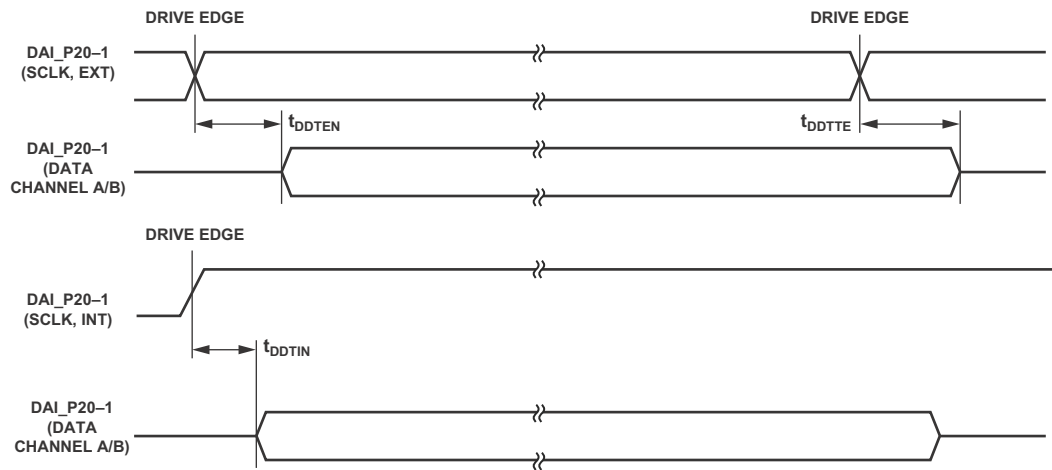 DRIVE EDGE
DRIVE EDGE
DAI_P20–1
(SCLK, EXT)
tDDTEN
tDDTTE
DAI_P20–1
(DATA
CHANNEL A/B)
DRIVE EDGE
DAI_P20–1
(SCLK, INT)
tDDTIN
DAI_P20–1
(DATA
CHANNEL A/B)